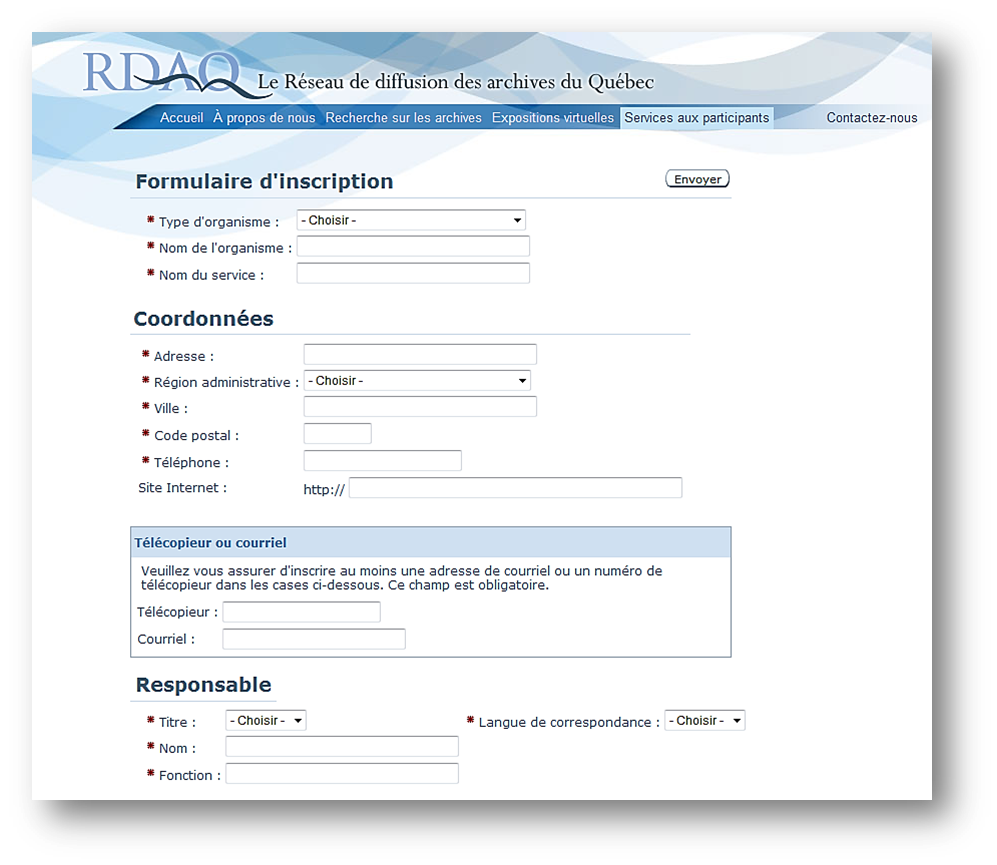 RDAQ Le Réseau de diffusion des archives du Québec
Accueil À propos de nous Recherche sur les archives Expositions virtuelles Services aux participants Contactez-nous
Formulaire d'inscription Envoyer
* Type d'organisme : - Choisir -
* Nom de l'organisme :
* Nom du service :
Coordonnées
* Adresse :
* Région administrative : - Choisir -
* Ville :
* Code postal :
* Téléphone :
Site Internet : http://
Télécopieur ou courriel
Veuillez vous assurer d'inscrire au moins une adresse de courriel ou un numéro de
télécopieur dans les cases ci-dessous. Ce champ est obligatoire.
Télécopieur :
Courriel :
Responsable
* Titre : - Choisir - * Langue de correspondance : - Choisir -
* Nom :
* Fonction :